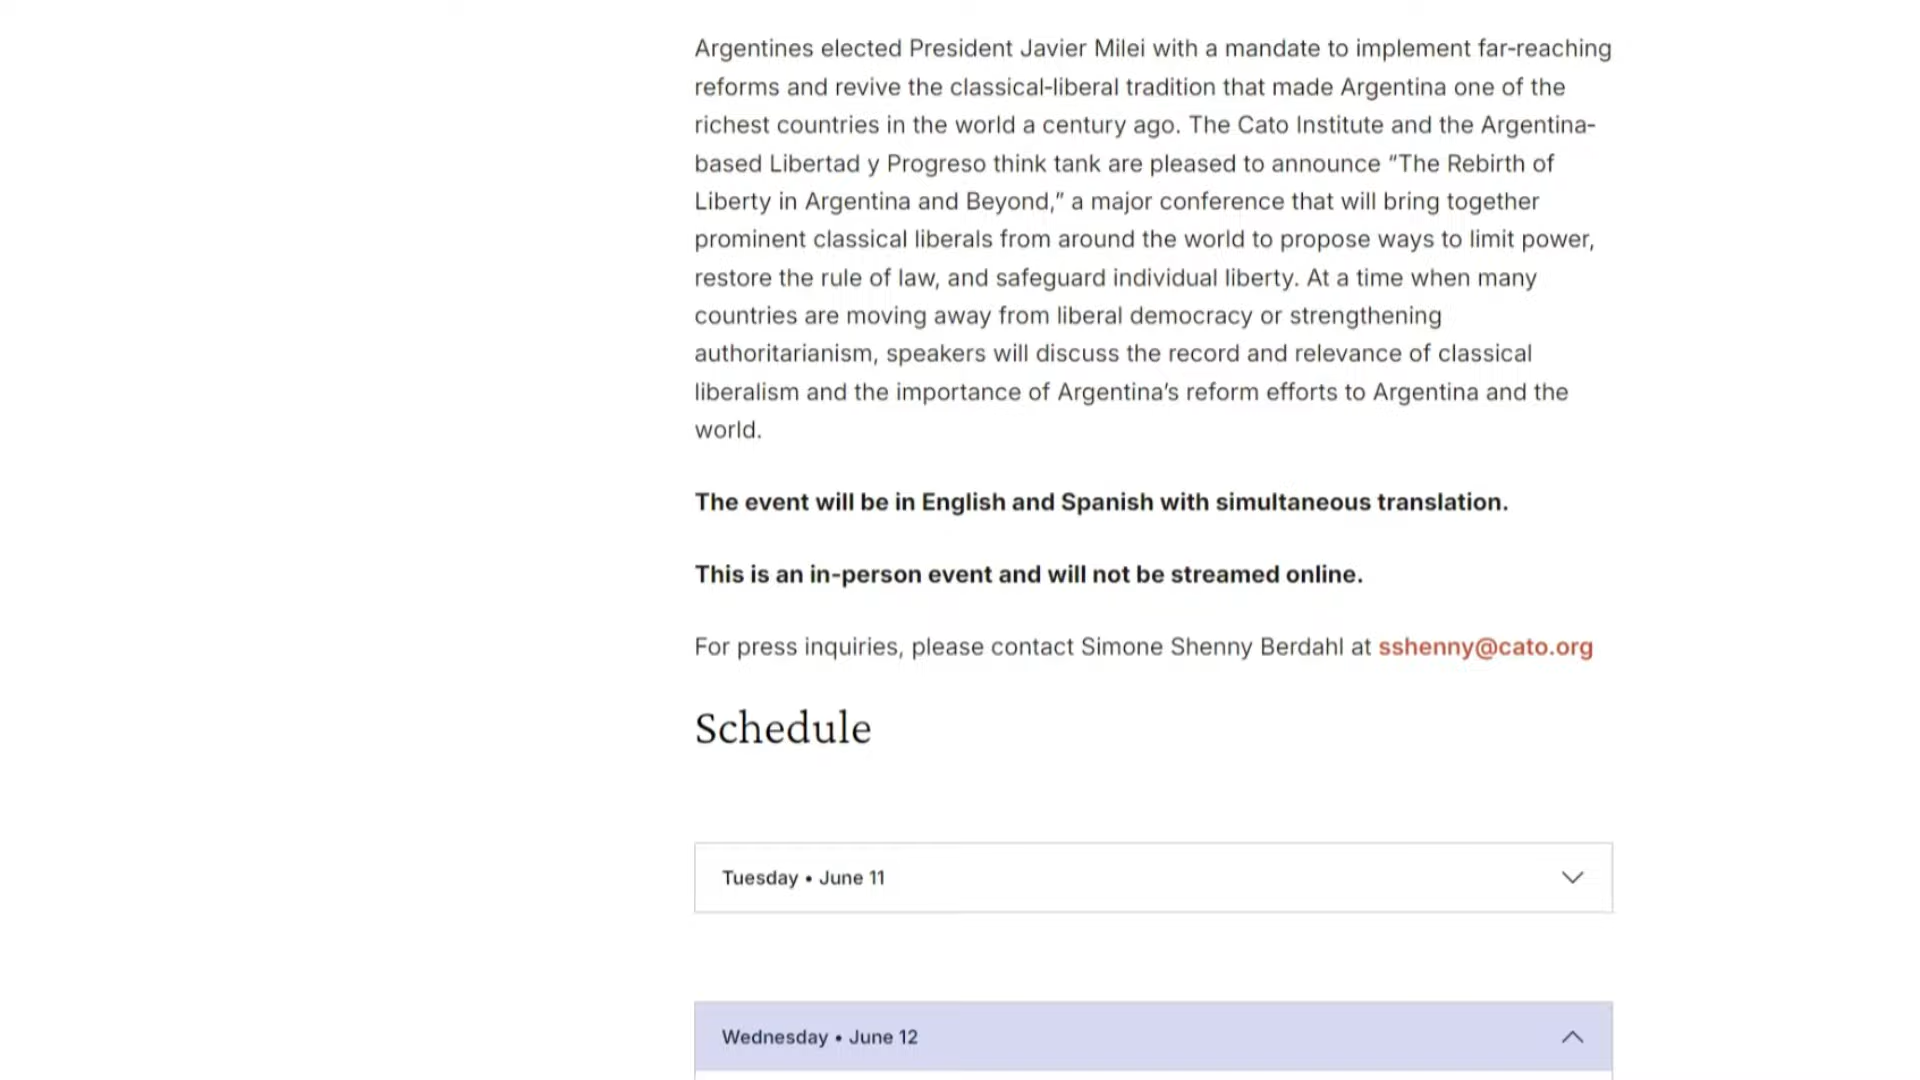 Argentines elected President Javier Milei with a mandate to implement far-reaching
reforms and revive the classical-liberal tradition that made Argentina one of the
richest countries in the world a century ago. The Cato Institute and the Argentina-
based Libertad y Progreso think tank are pleased to announce “The Rebirth of
Liberty in Argentina and Beyond,” a major conference that will bring together
prominent classical liberals from around the world to propose ways to limit power,
restore the rule of law, and safeguard individual liberty. At a time when many
countries are moving away from liberal democracy or strengthening
authoritarianism, speakers will discuss the record and relevance of classical
liberalism and the importance of Argentina’s reform efforts to Argentina and the
world.
The event will be in English and Spanish with simultaneous translation.
This is an in-person event and will not be streamed online.
For press inquiries, please contact Simone Shenny Berdahl at sshenny@cato.org
Schedule
Tuesday • June 11
Wednesday • June 12